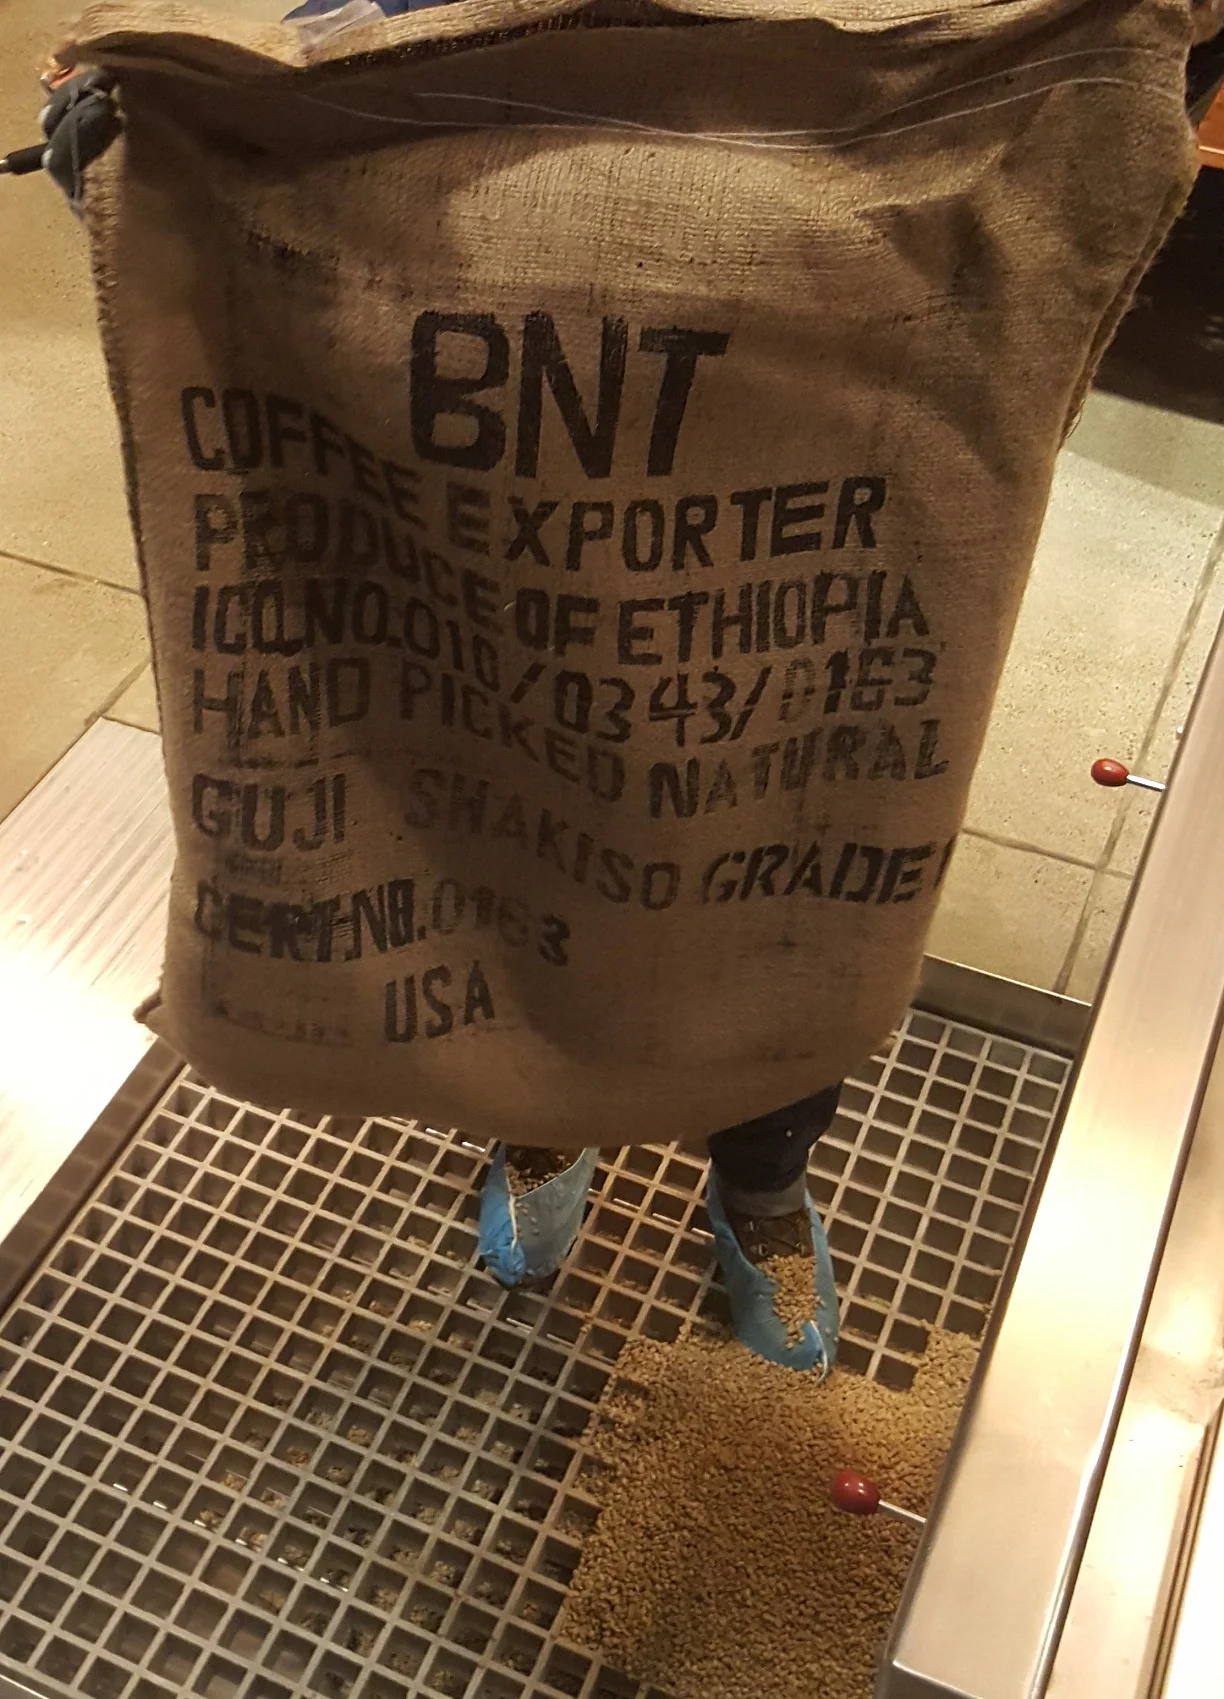 BNT
COFFEE EXPORTER
PRODUCE OF ETHIOPIA
ICO.NO.010/0343/0163
HAND PICKED NATURAL
GUJI SHAKISO GRADE
CERT.NO.0163
USA